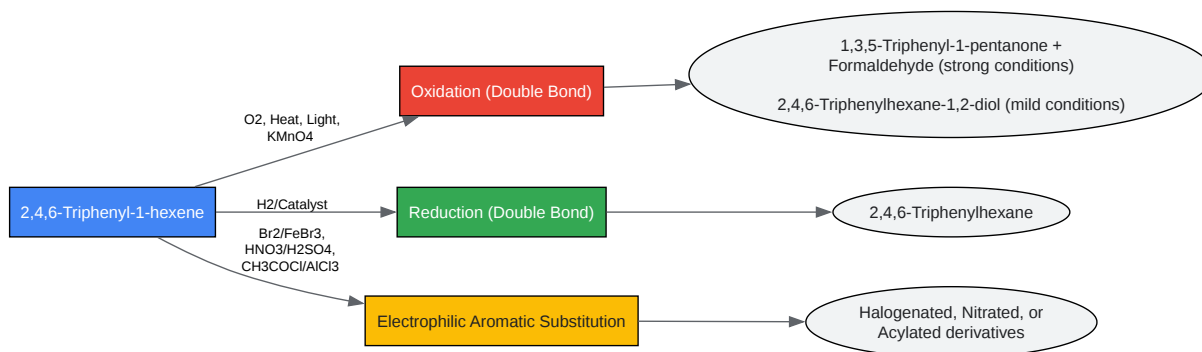 1,3,5-Triphenyl-1-pentanone +
Formaldehyde (strong conditions)
2,4,6-Triphenylhexane-1,2-diol (mild conditions)
Oxidation (Double Bond)
O2, Heat, Light,
KMnO4
2,4,6-Triphenyl-1-hexene
H2/Catalyst
Reduction (Double Bond)
2,4,6-Triphenylhexane
Br2/FeBr3,
HNO3/H2SO4,
CH3COCl/AlCl3
Electrophilic Aromatic Substitution
Halogenated, Nitrated, or
Acylated derivatives